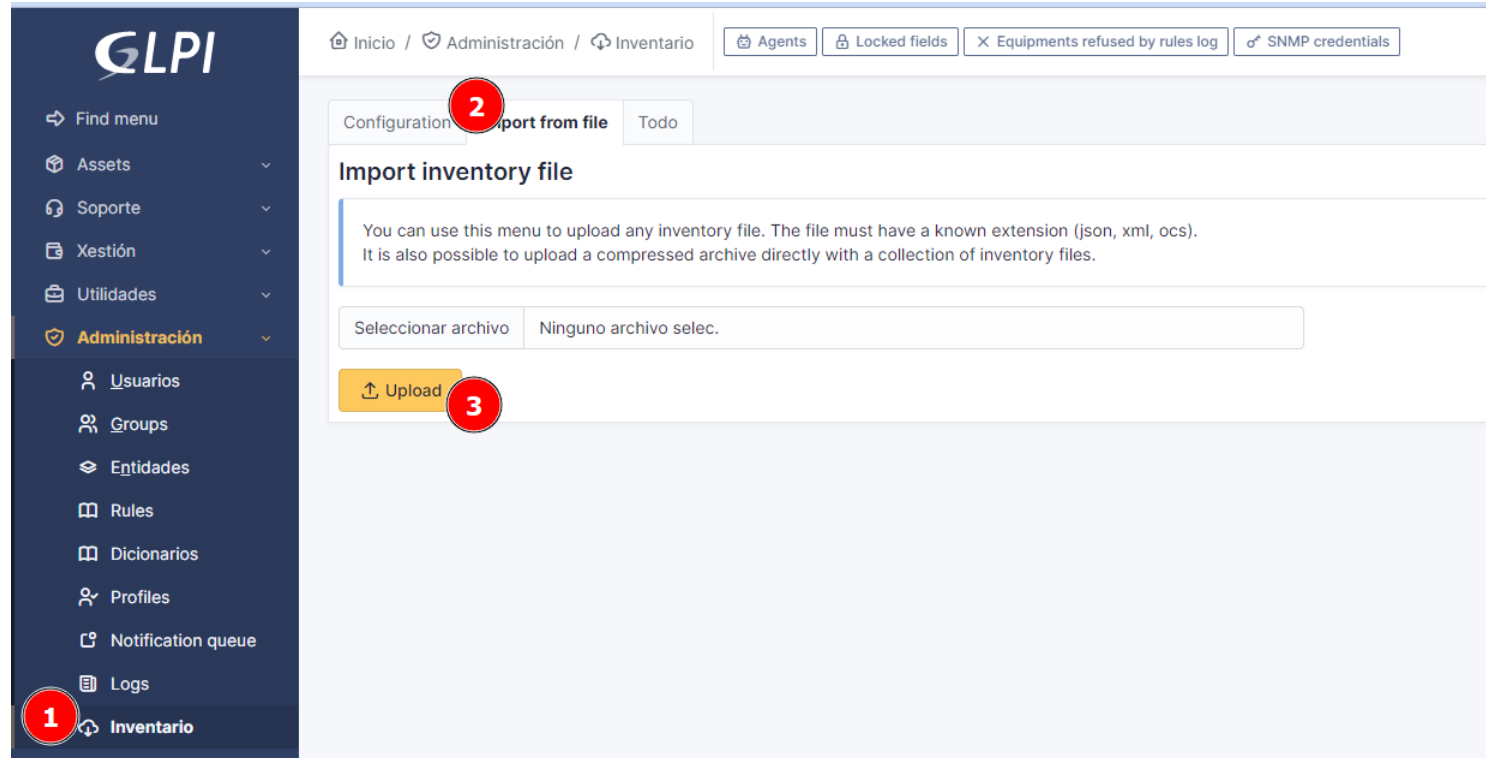 GLPI
Inicio / Administración / Inventario
Agents
Locked fields
Equipments refused by rules log
SNMP credentials
Find menu
Assets
Soporte
Xestión
Utilidades
Administración
Usuarios
Groups
Entidades
Rules
Dicionarios
Profiles
Notification queue
Logs
1
Inventario
Configuration
2
port from file
Todo
Import inventory file
You can use this menu to upload any inventory file. The file must have a known extension (json, xml, ocs).
It is also possible to upload a compressed archive directly with a collection of inventory files.
Seleccionar archivo
Ninguno archivo selec.
Upload
3